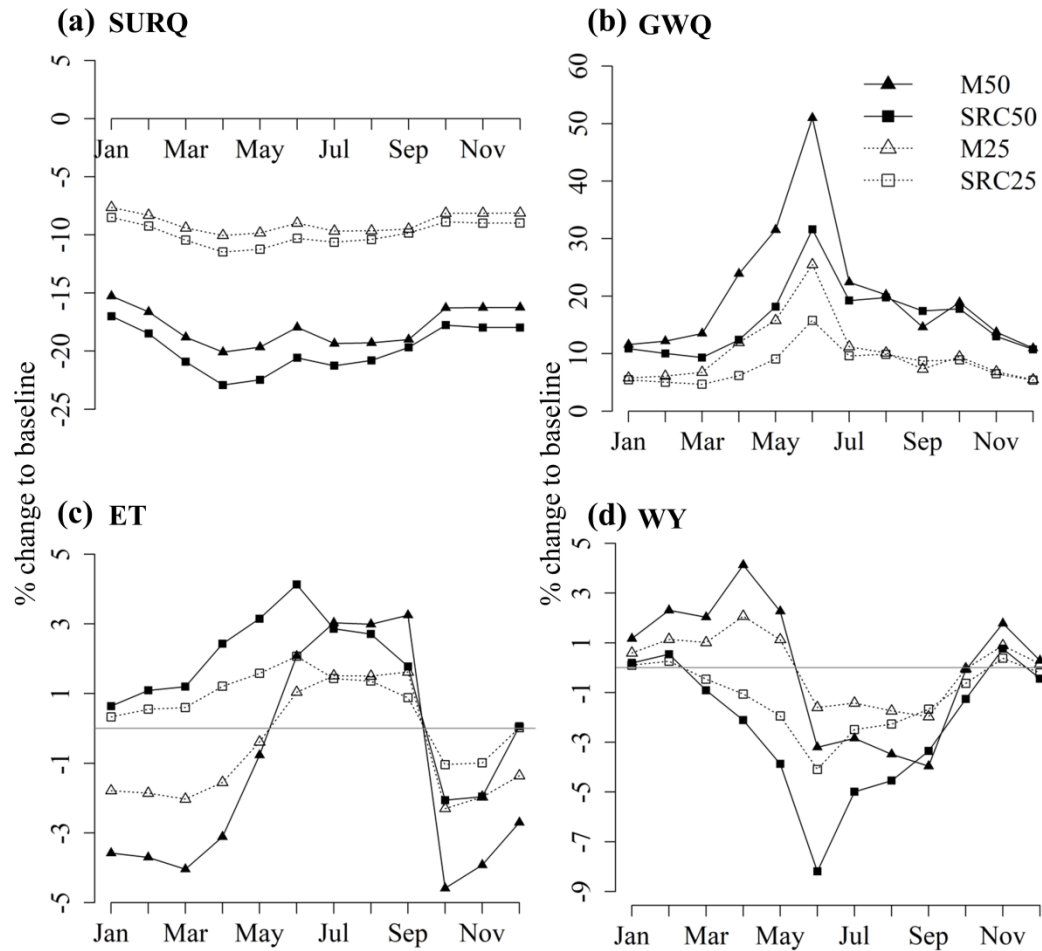 (a) SURQ
5
0
-5
-10
-15
-20
-25
Jan Mar May Jul Sep Nov
(b) GWQ
60
50
40
30
20
10
0
M50
SRC50
M25
SRC25
Jan Mar May Jul Sep Nov
% change to baseline
% change to baseline
(c) ET
5
3
1
-1
-3
-5
Jan Mar May Jul Sep Nov
(d) WY
5
3
1
-1
-3
-5
-7
-9
Jan Mar May Jul Sep Nov